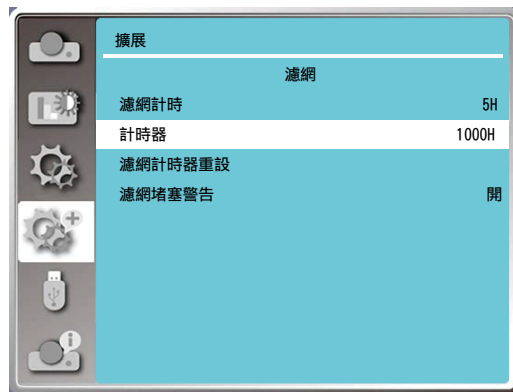 擴展
濾網
濾網計時 5H
計時器 1000H
濾網計時器重設
濾網堵塞警告 開